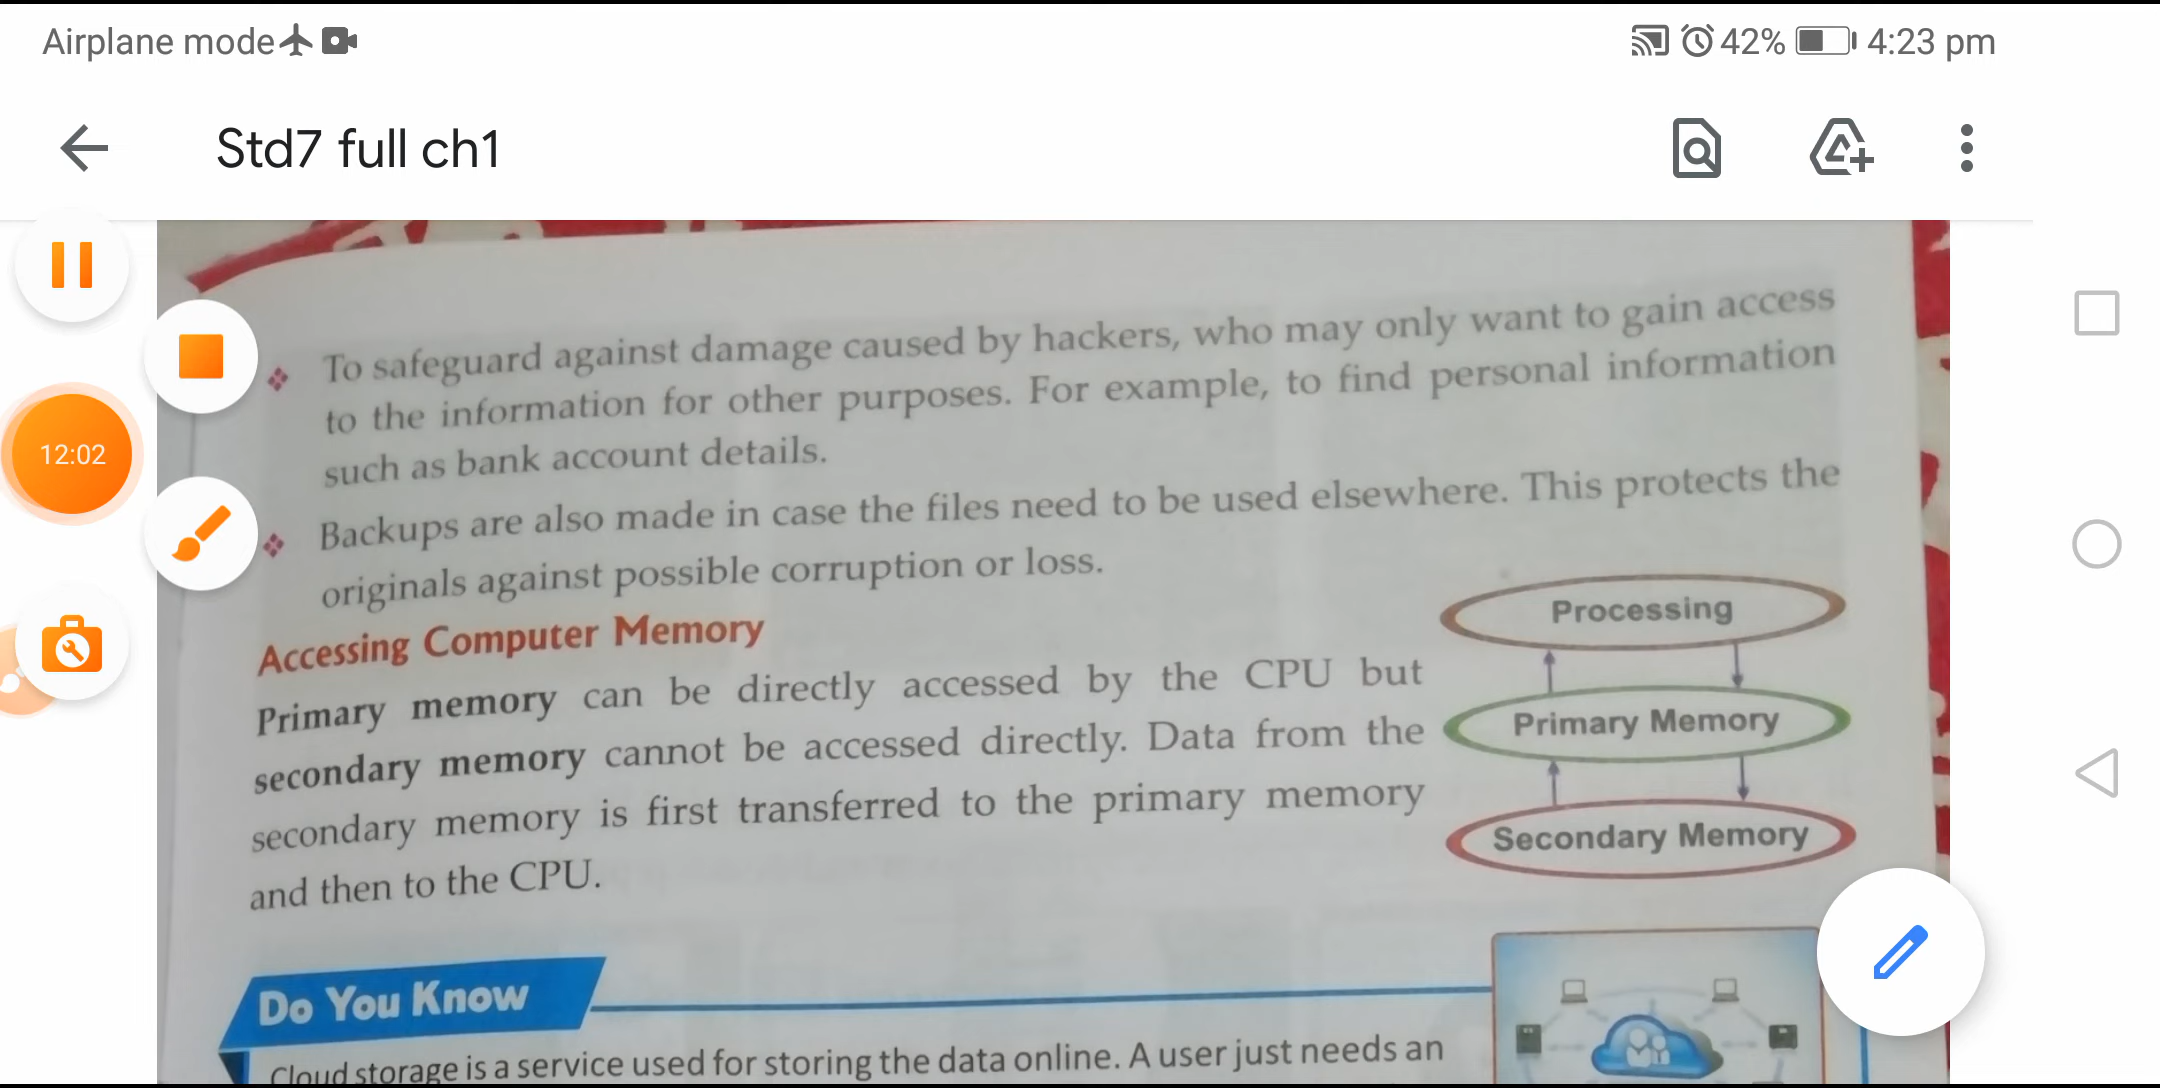 Airplane mode
42% 4:23 pm
Std7 full ch1
12:02
To safeguard against damage caused by hackers, who may only want to gain access
to the information for other purposes. For example, to find personal information
such as bank account details.
Backups are also made in case the files need to be used elsewhere. This protects the
originals against possible corruption or loss.
Accessing Computer Memory
Primary memory can be directly accessed by the CPU but
secondary memory cannot be accessed directly. Data from the
secondary memory is first transferred to the primary memory
and then to the CPU.
Processing
Primary Memory
Secondary Memory
Do You Know
Cloud storage is a service used for storing the data online. A user just needs an